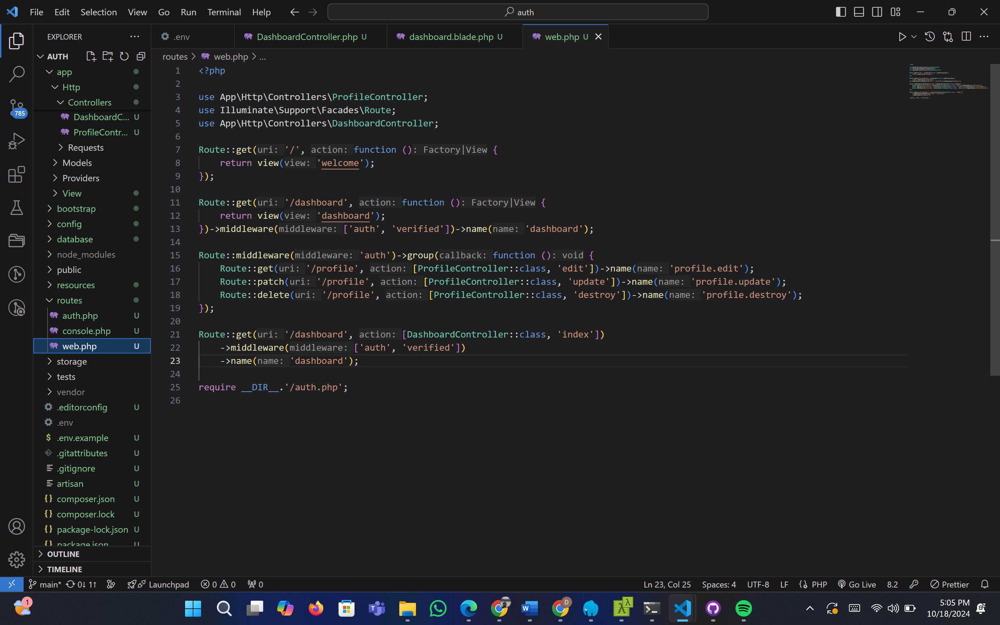 File Edit Selection View Go Run Terminal Help
auth
EXPLORER
.env
DashboardController.php U
dashboard.blade.php U
web.php U
AUTH
routes > web.php > ...
app
Http
Controllers
DashboardC... U
ProfileContr... U
Requests
Models
Providers
View
bootstrap
config
database
node_modules
public
resources
routes
auth.php U
console.php U
web.php U
storage
tests
vendor
.editorconfig U
.env
.env.example U
.gitattributes U
.gitignore U
artisan U
composer.json U
composer.lock U
package-lock.json U
package.json U
OUTLINE
TIMELINE
785
1 <?php
2
3 use App\Http\Controllers\ProfileController;
4 use Illuminate\Support\Facades\Route;
5 use App\Http\Controllers\DashboardController;
6
7 Route::get(uri: '/', action: function (): Factory|View {
8 return view(view: 'welcome');
9 });
10
11 Route::get(uri: '/dashboard', action: function (): Factory|View {
12 return view(view: 'dashboard');
13 })->middleware(middleware: ['auth', 'verified'])->name(name: 'dashboard');
14
15 Route::middleware(middleware: 'auth')->group(callback: function (): void {
16 Route::get(uri: '/profile', action: [ProfileController::class, 'edit'])->name(name: 'profile.edit');
17 Route::patch(uri: '/profile', action: [ProfileController::class, 'update'])->name(name: 'profile.update');
18 Route::delete(uri: '/profile', action: [ProfileController::class, 'destroy'])->name(name: 'profile.destroy');
19 });
20
21 Route::get(uri: '/dashboard', action: [DashboardController::class, 'index'])
22 ->middleware(middleware: ['auth', 'verified'])
23 ->name(name: 'dashboard');
24
25 require __DIR__.'/auth.php';
26
main* 0↓ 1↑ Launchpad 0 0 0
Ln 23, Col 25 Spaces: 4 UTF-8 LF PHP Go Live 8.2 Prettier
1
D
5:05 PM
10/18/2024